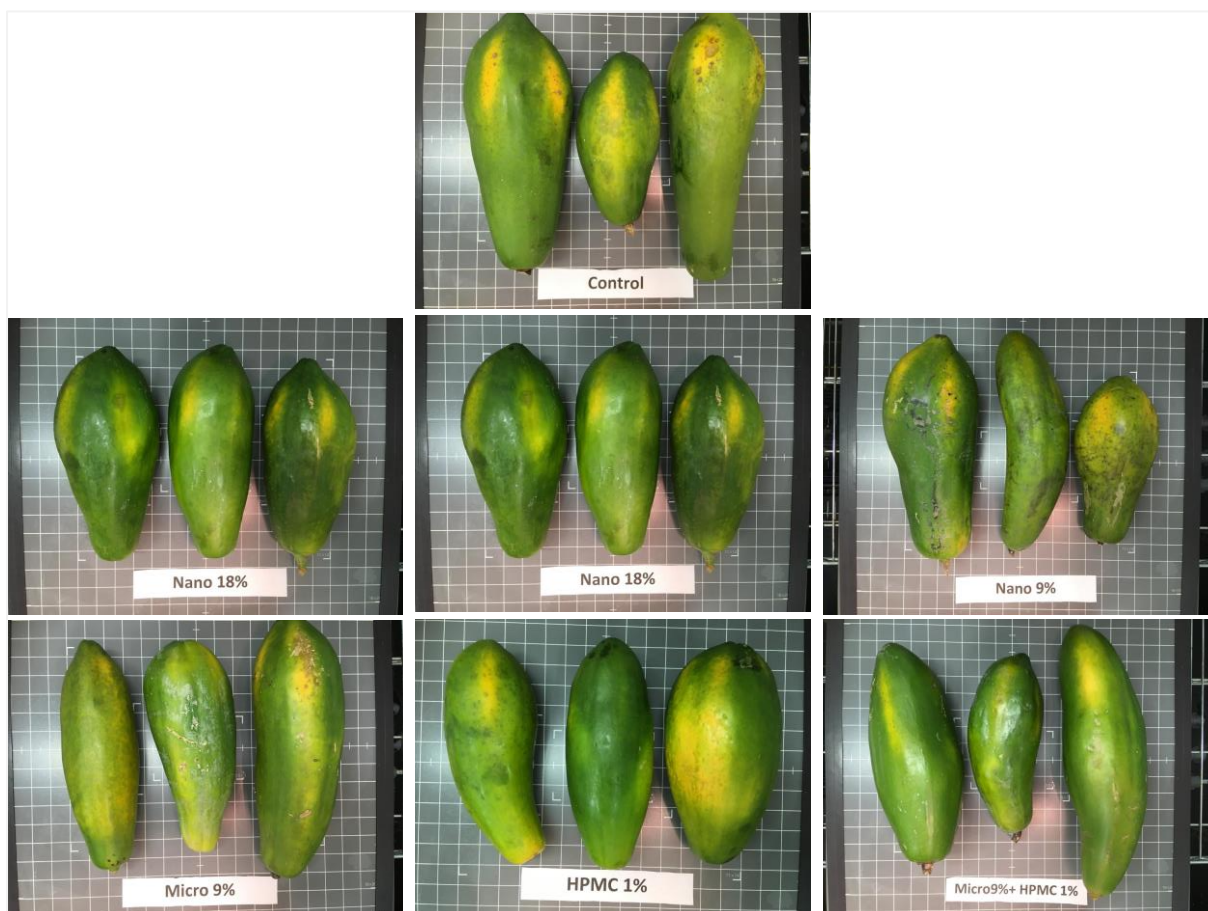 Control
Nano 18%
Nano 18%
Nano 9%
Micro 9%
HPMC 1%
Micro9%+ HPMC 1%